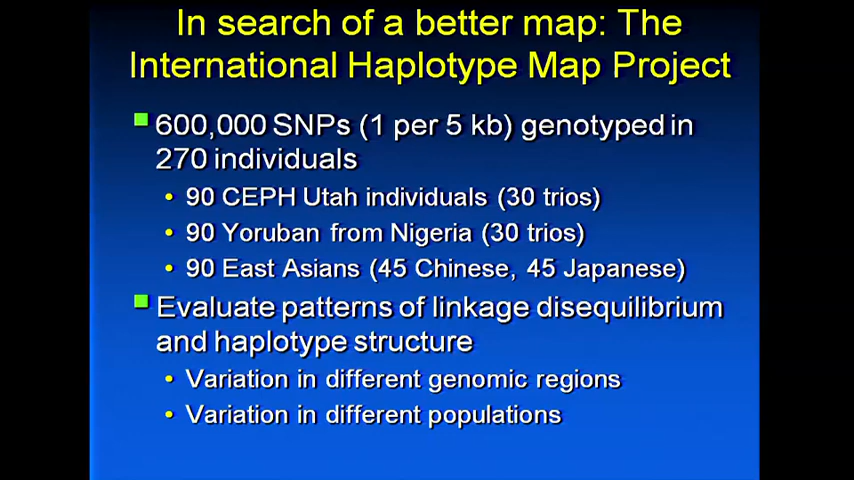 In search of a better map: The
International Haplotype Map Project
600,000 SNPs (1 per 5 kb) genotyped in
270 individuals
• 90 CEPH Utah individuals (30 trios)
• 90 Yoruban from Nigeria (30 trios)
• 90 East Asians (45 Chinese, 45 Japanese)
Evaluate patterns of linkage disequilibrium
and haplotype structure
• Variation in different genomic regions
• Variation in different populations